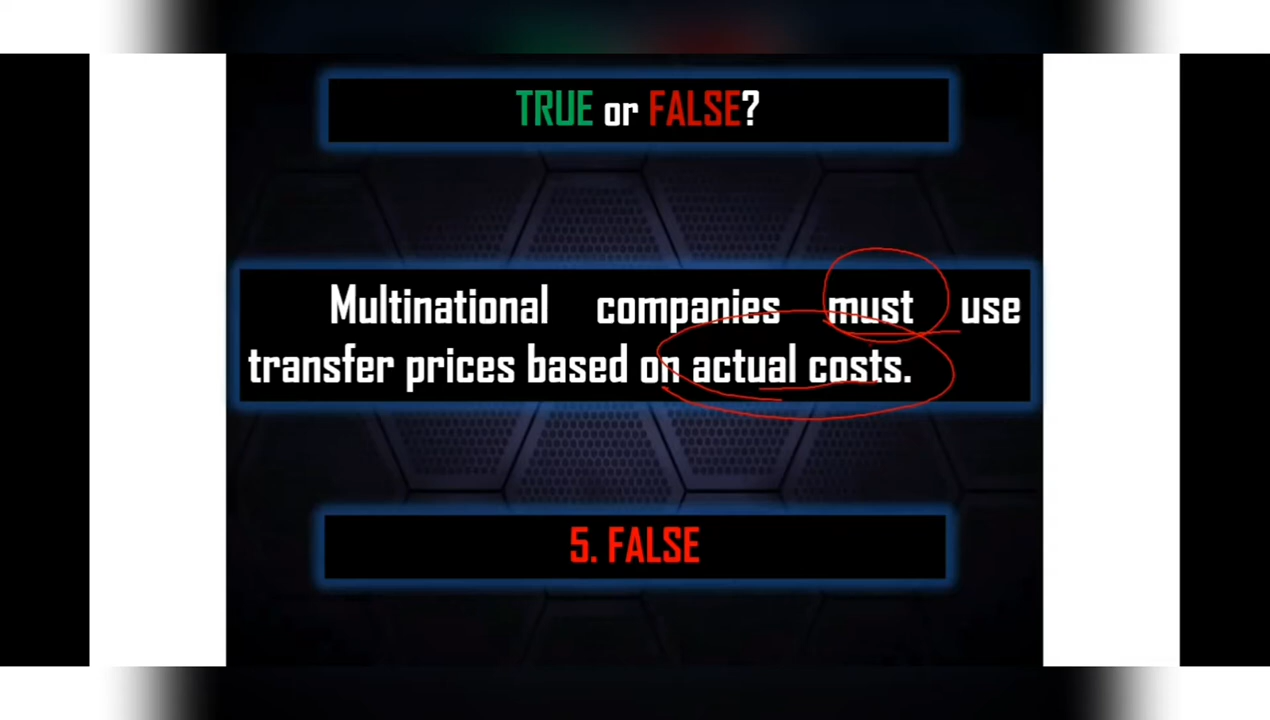 TRUE or FALSE?
Multinational companies must use
transfer prices based on actual costs.
5. FALSE